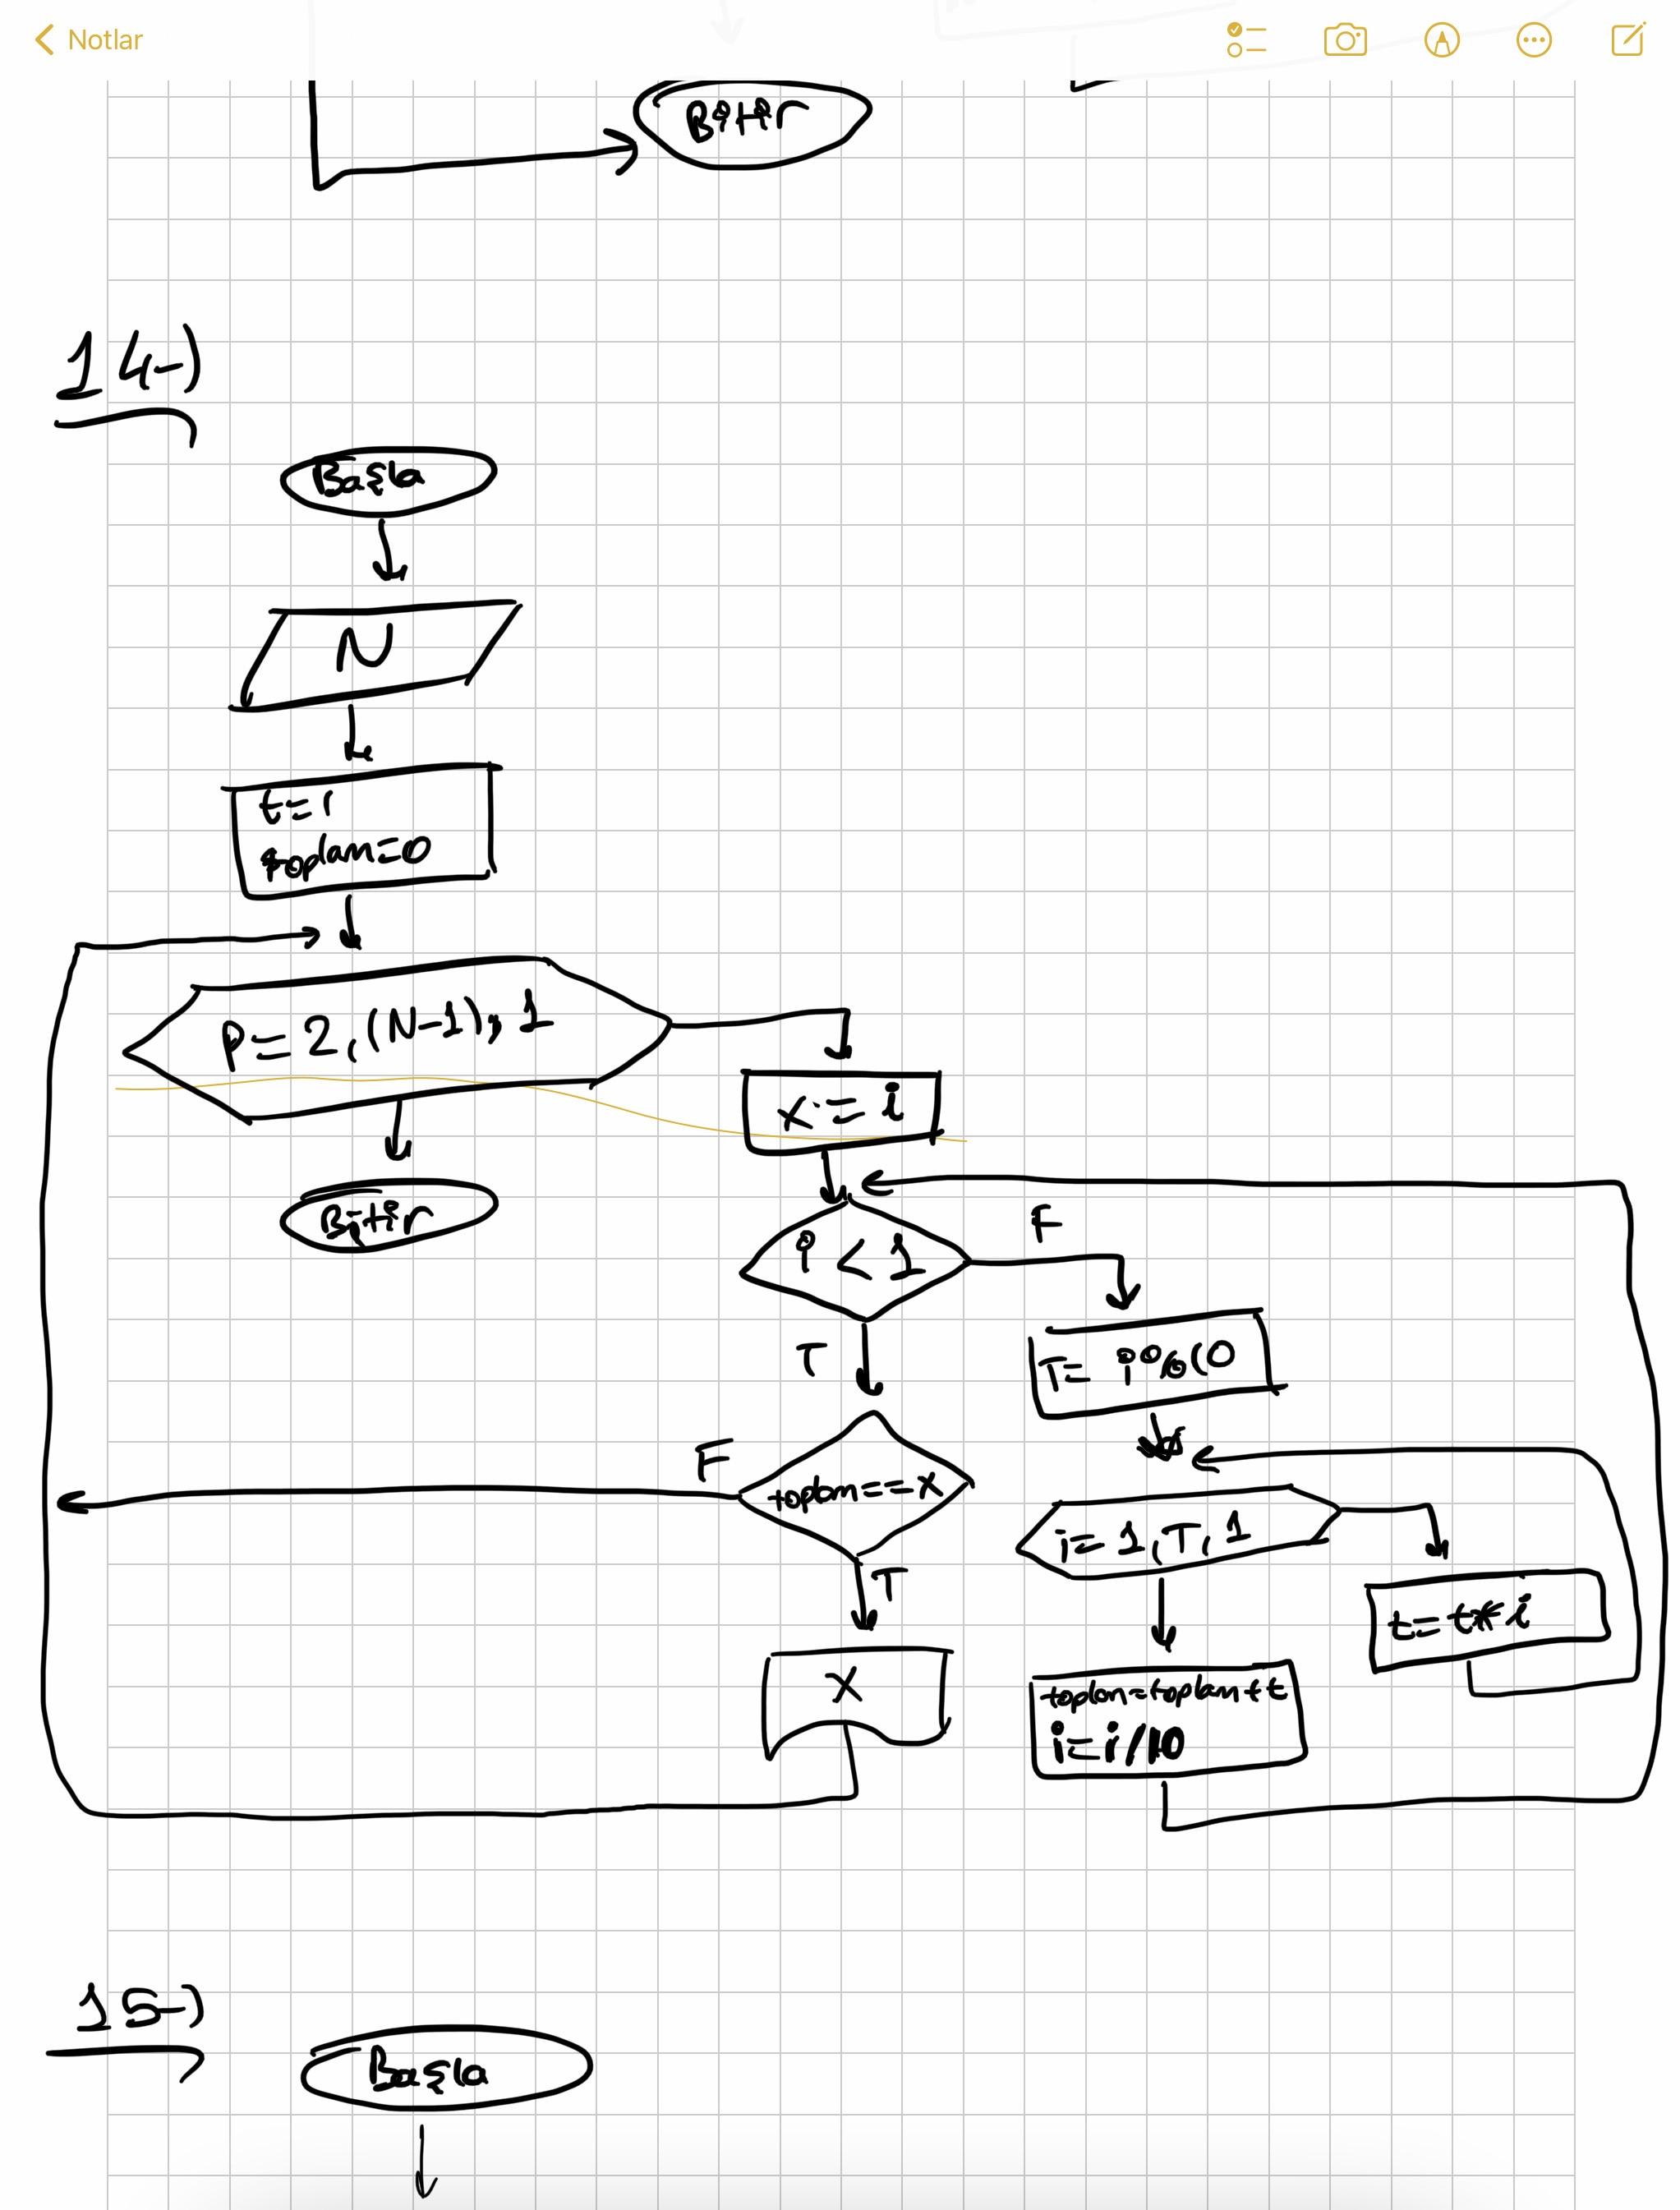 Notlar
Bitir
14-)
Başla
N
t=1
toplam=0
P=2,(N-1),1
x:=i
Bitir
i<1
F
T
T= i%10
toplam==x
F
T
i=1,T,1
t=t*i
x
toplam=toplam+t
i=i/10
15-)
Başla